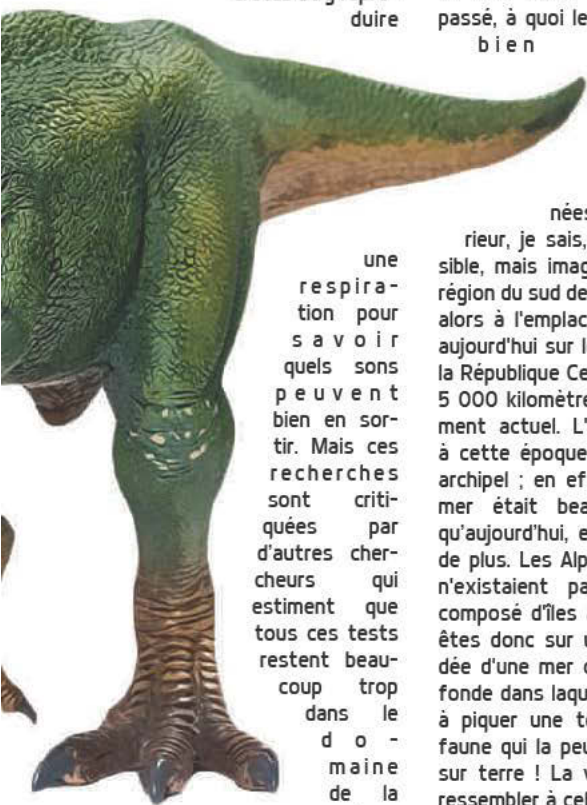 duire
une
respira-
tion pour
savoir
quels sons
peuvent
bien en sor-
tir. Mais ces
recherches
sont criti-
quées par
d'autres cher-
cheurs qui
estiment que
tous ces tests
restent beau-
coup trop
dans le
do-
maine
de la
passé, à quoi le
bien
nées
rieur, je sais,
sible, mais imag
région du sud de
alors à l'emplac
aujourd'hui sur l
la République Ce
5 000 kilomètre
ment actuel. L'
à cette époque
archipel ; en ef
mer était bea
qu'aujourd'hui, e
de plus. Les Alp
n'existaient pa
composé d'îles
êtes donc sur u
dée d'une mer
fonde dans laqu
à piquer une t
faune qui la peu
sur terre ! La v
ressembler à cel